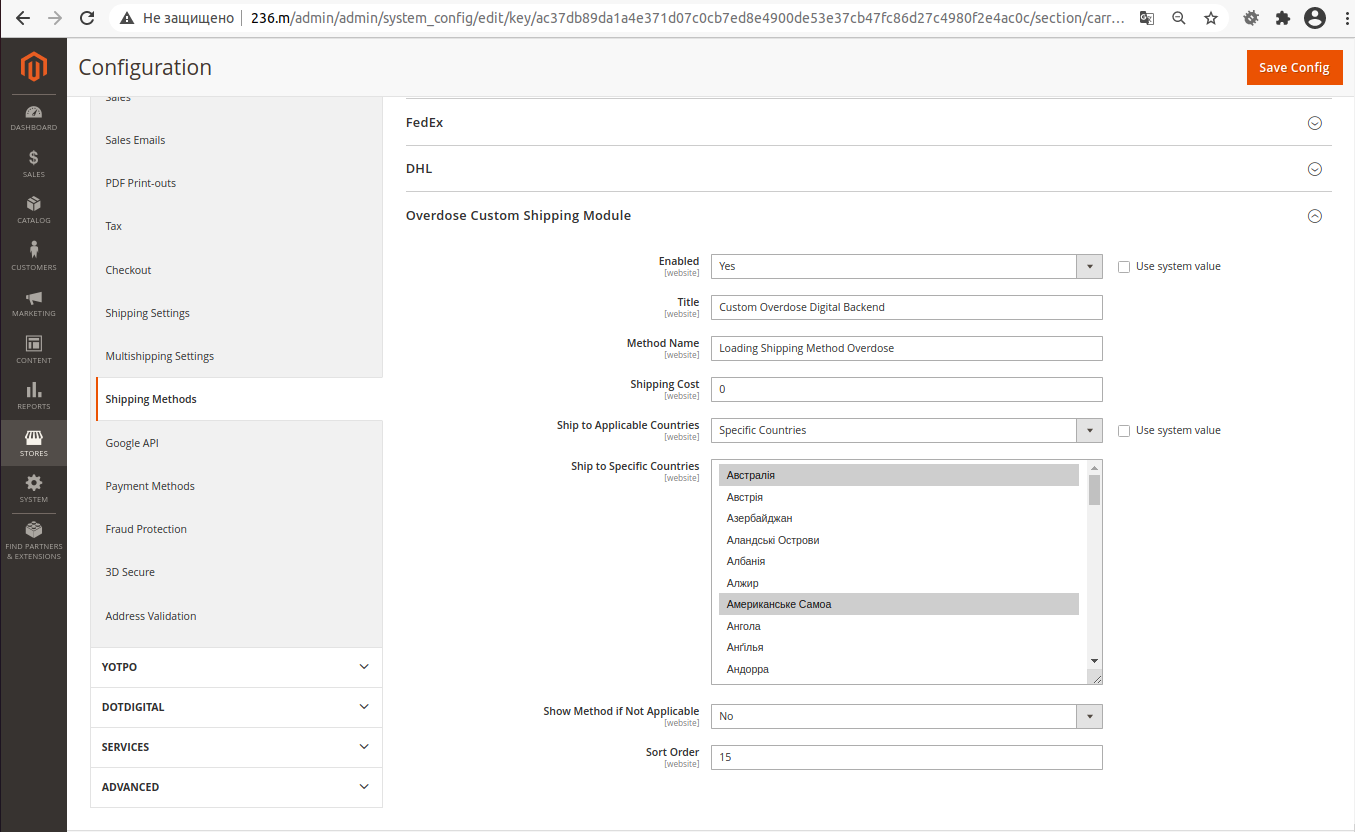 Не защищено
236.m/admin/admin/system_config/edit/key/ac37db89da1a4e371d07c0cb7ed8e4900de53e37cb47fc86d27c4980f2e4ac0c/section/carr...
Configuration
Save Config
DASHBOARD
SALES
CATALOG
CUSTOMERS
MARKETING
CONTENT
REPORTS
STORES
SYSTEM
FIND PARTNERS
& EXTENSIONS
Sales
Sales Emails
PDF Print-outs
Tax
Checkout
Shipping Settings
Multishipping Settings
Shipping Methods
Google API
Payment Methods
Fraud Protection
3D Secure
Address Validation
YOTPO
DOTDIGITAL
SERVICES
ADVANCED
FedEx
DHL
Overdose Custom Shipping Module
Enabled
[website]
Yes
Use system value
Title
[website]
Custom Overdose Digital Backend
Method Name
[website]
Loading Shipping Method Overdose
Shipping Cost
[website]
0
Ship to Applicable Countries
[website]
Specific Countries
Use system value
Ship to Specific Countries
[website]
Австралія
Австрія
Азербайджан
Аландські Острови
Албанія
Алжир
Американське Самоа
Ангола
Анґілья
Андорра
Show Method if Not Applicable
[website]
No
Sort Order
[website]
15